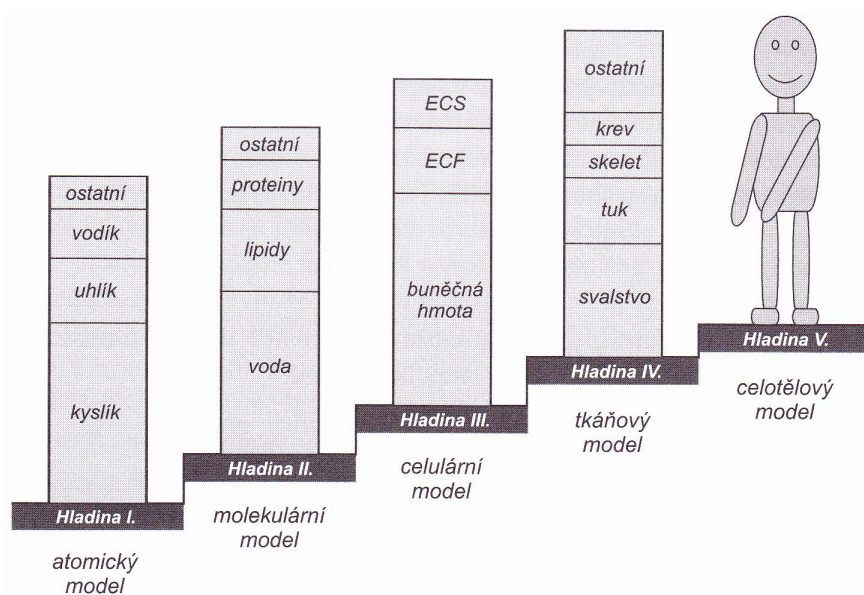 ostatní
vodík
uhlík
kyslík
Hladina I.
atomický
model
ostatní
proteiny
lipidy
voda
Hladina II.
molekulární
model
ECS
ECF
buněčná
hmota
Hladina III.
celulární
model
ostatní
krev
skelet
tuk
svalstvo
Hladina IV.
tkáňový
model
Hladina V.
celotělový
model